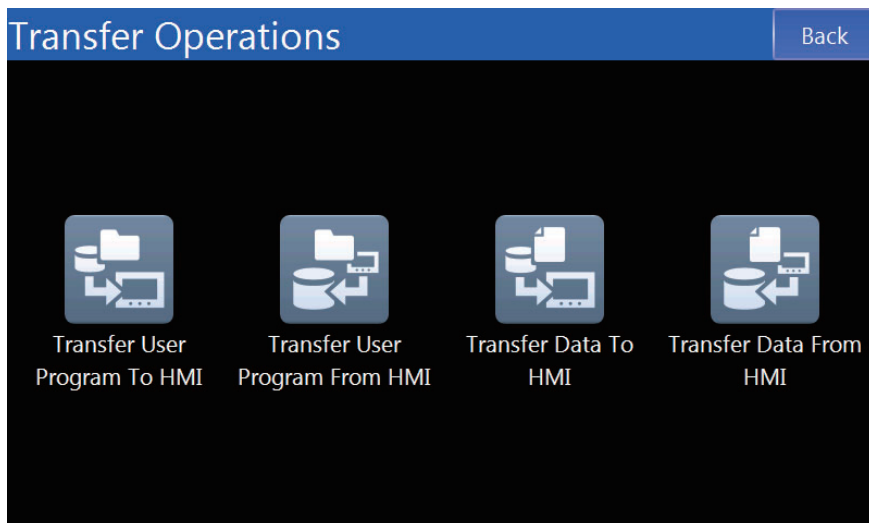 Transfer Operations
Back
Transfer User
Program To HMI
Transfer User
Program From HMI
Transfer Data To
HMI
Transfer Data From
HMI